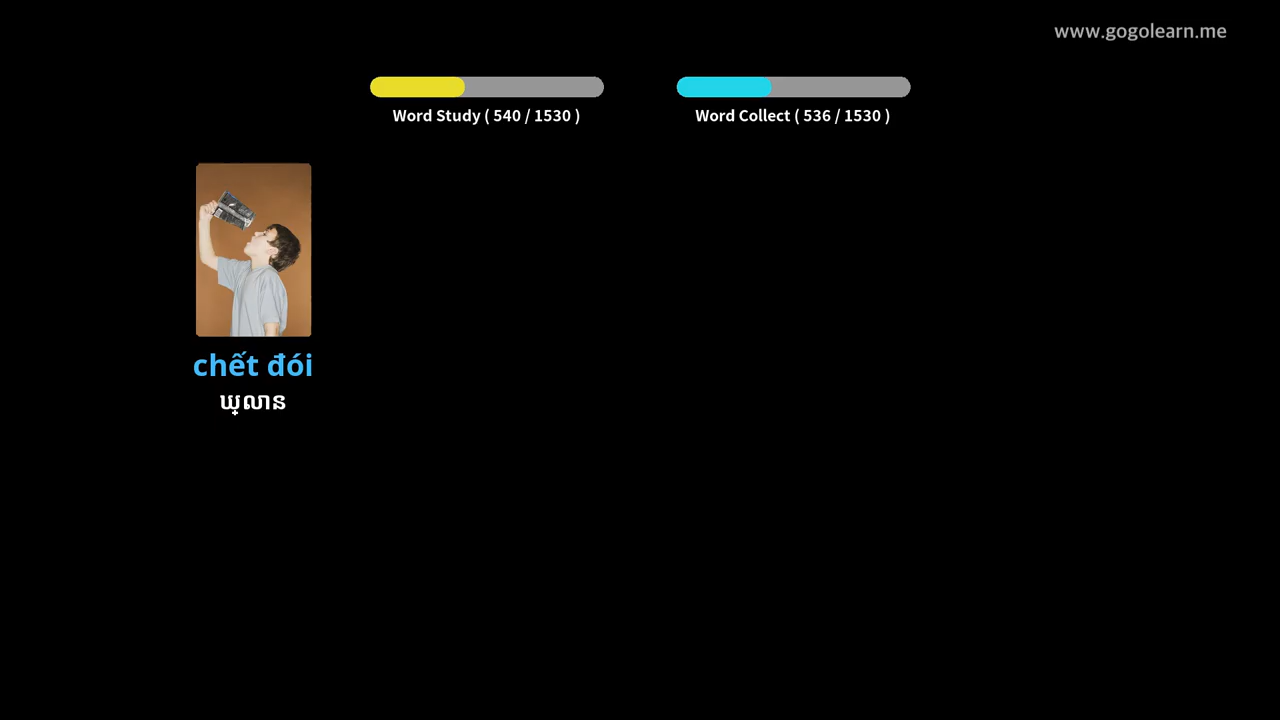 www.gogolearn.me
Word Study ( 540 / 1530 )
Word Collect ( 536 / 1530 )
chết đói
ឃ្លាន